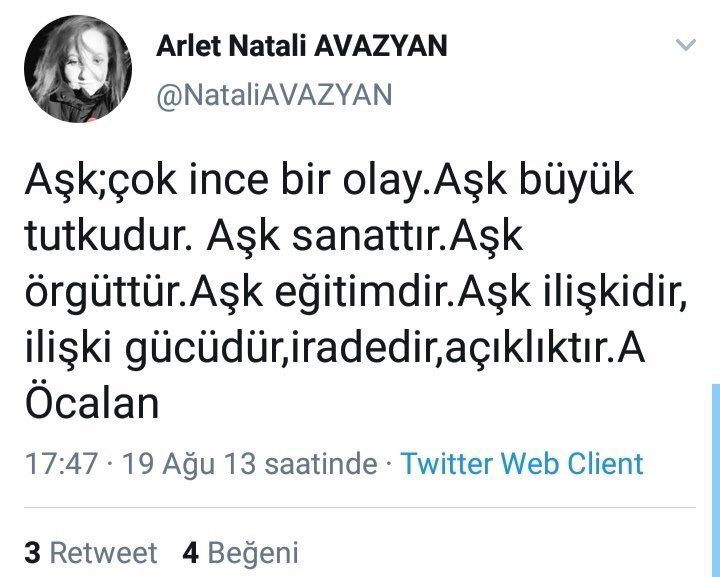 Arlet Natali AVAZYAN
@NataliAVAZYAN
Aşk;çok ince bir olay.Aşk büyük
tutkudur. Aşk sanattır.Aşk
örgüttür.Aşk eğitimdir.Aşk ilişkidir,
ilişki gücüdür,iradedir,açıklıktır.A
Öcalan
17:47 · 19 Ağu 13 saatinde · Twitter Web Client
3 Retweet 4 Beğeni